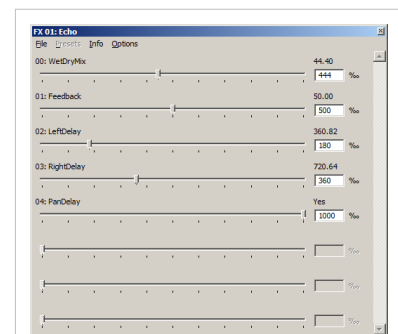 FX 01: Echo
File Presets Info Options
00: WetDryMix 44.40
444 ‰
01: Feedback 50.00
500 ‰
02: LeftDelay 360.82
180 ‰
03: RightDelay 720.64
360 ‰
04: PanDelay Yes
1000 ‰
‰
‰
‰